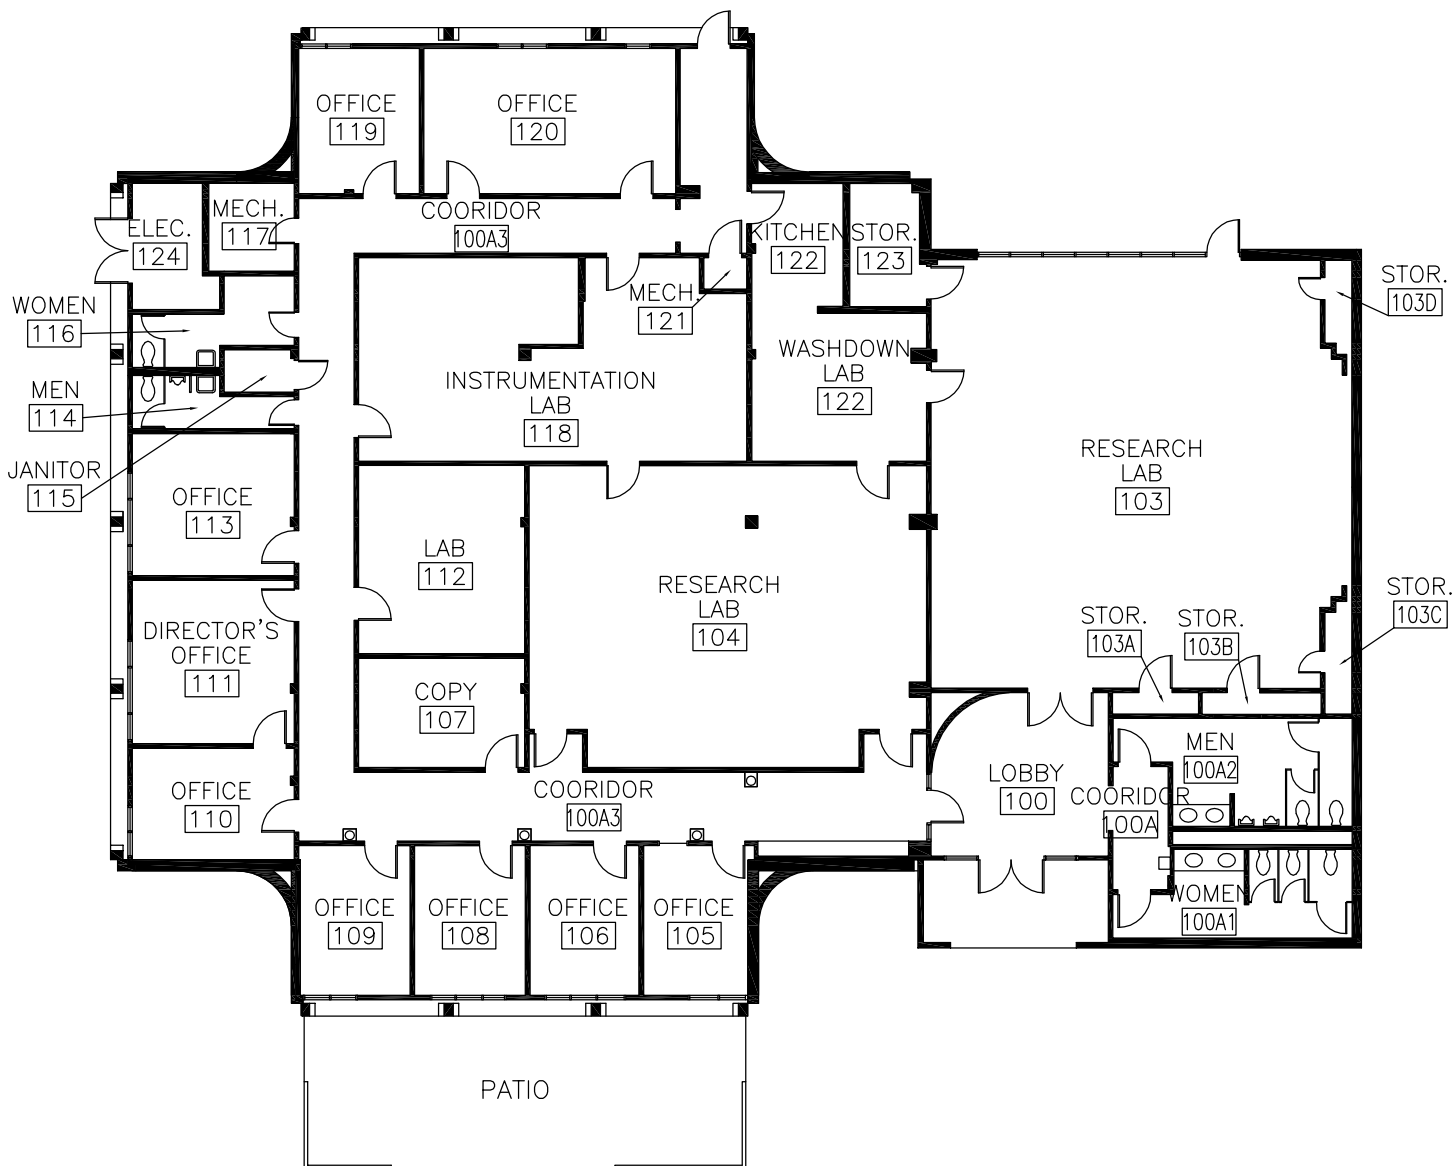 OFFICE
119
OFFICE
120
COORIDOR
100A3
MECH.
117
ELEC.
124
KITCHEN
122
STOR.
123
STOR.
103D
MECH.
121
WOMEN
116
WASHDOWN
LAB
122
INSTRUMENTATION
LAB
118
MEN
114
JANITOR
115
RESEARCH
LAB
103
OFFICE
113
LAB
112
RESEARCH
LAB
104
STOR.
103C
STOR.
103A
STOR.
103B
DIRECTOR'S
OFFICE
111
COPY
107
MEN
100A2
LOBBY
100
COORIDOR
100A
OFFICE
110
COORIDOR
100A3
WOMEN
100A1
OFFICE
109
OFFICE
108
OFFICE
106
OFFICE
105
PATIO